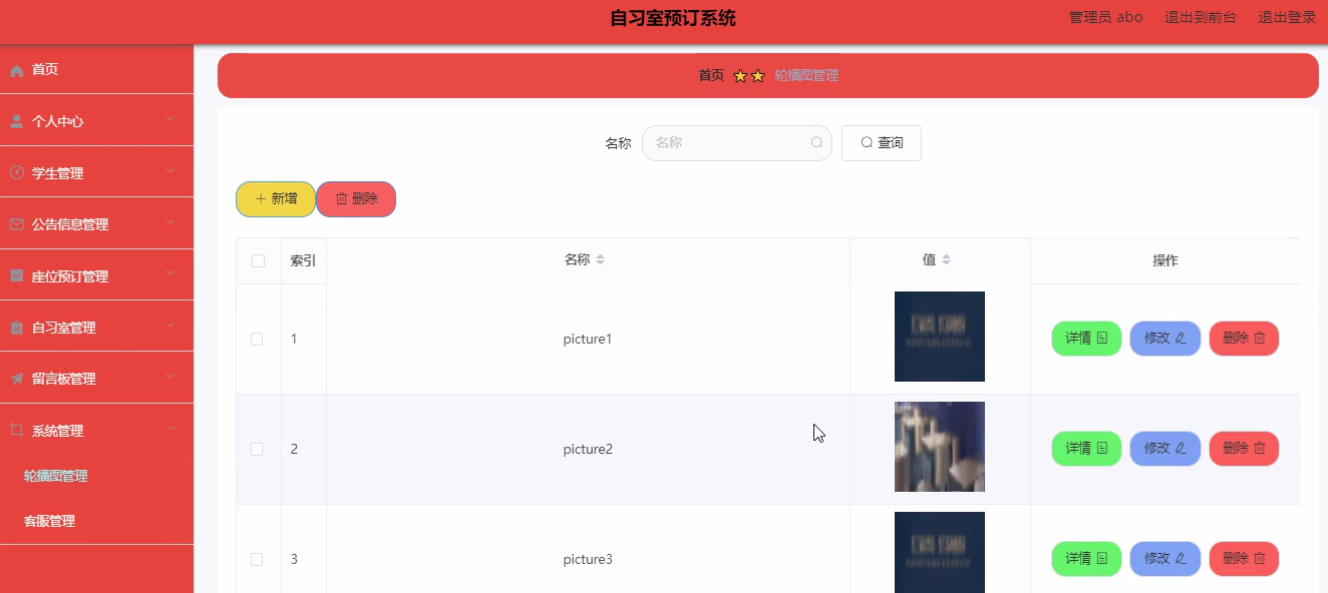 自习室预订系统
管理员 abo 退出到前台 退出登录
首页
个人中心
学生管理
公告信息管理
座位预订管理
自习室管理
留言板管理
系统管理
轮播图管理
客服管理
首页 轮播图管理
名称 名称 查询
新增 删除
索引 名称 值 操作
1 picture1 详情 修改 删除
2 picture2 详情 修改 删除
3 picture3 详情 修改 删除